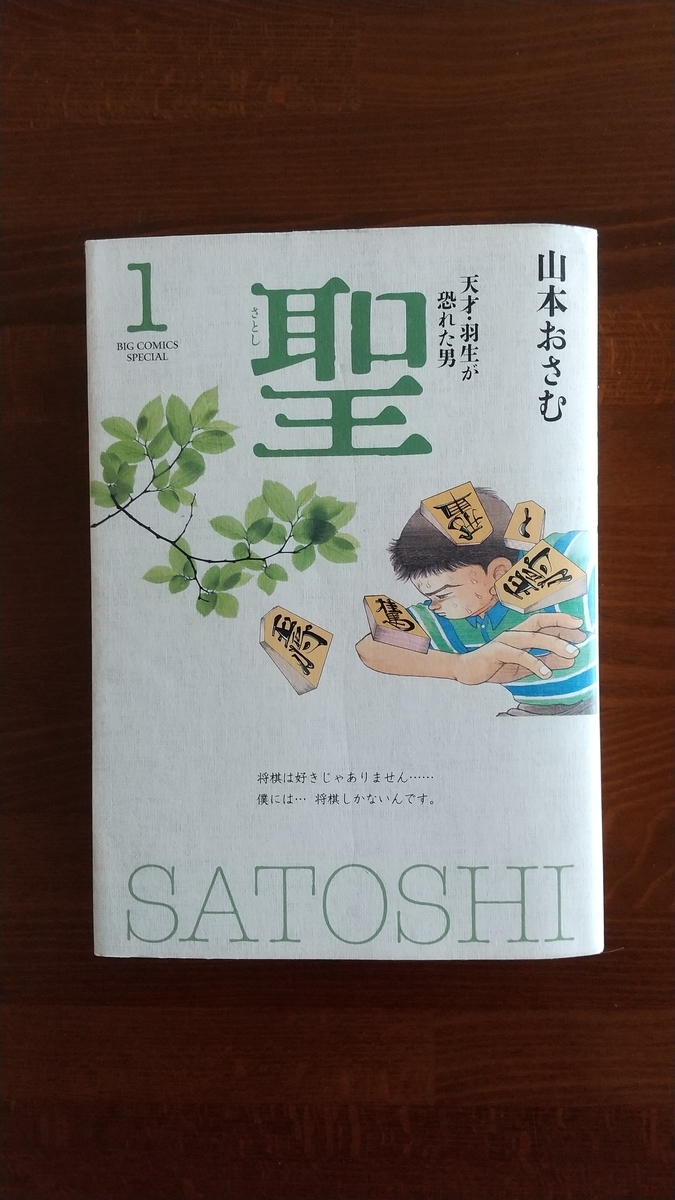 山本おさむ
天才・羽生が
恐れた男
聖
さとし
1
BIG COMICS
SPECIAL
と
将棋は好きじゃありません……
僕には… 将棋しかないんです。
SATOSHI